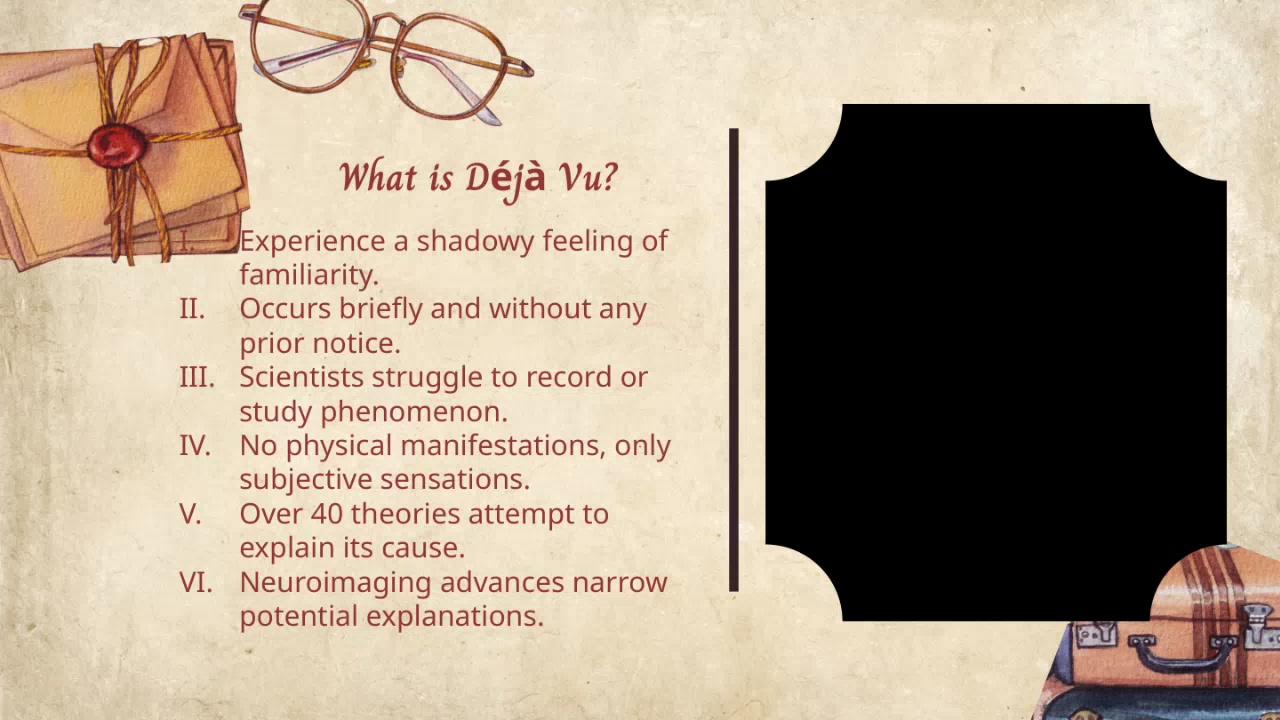 What is Déjà Vu?
I. Experience a shadowy feeling of
familiarity.
II. Occurs briefly and without any
prior notice.
III. Scientists struggle to record or
study phenomenon.
IV. No physical manifestations, only
subjective sensations.
V. Over 40 theories attempt to
explain its cause.
VI. Neuroimaging advances narrow
potential explanations.